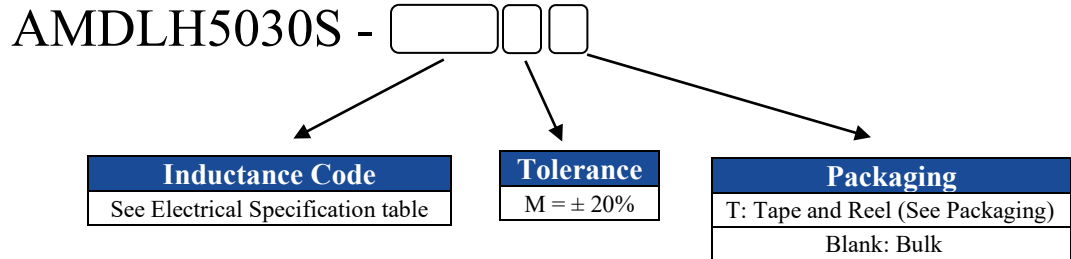 AMDLH5030S -
Inductance Code
See Electrical Specification table
Tolerance
M = ± 20%
Packaging
T: Tape and Reel (See Packaging)
Blank: Bulk